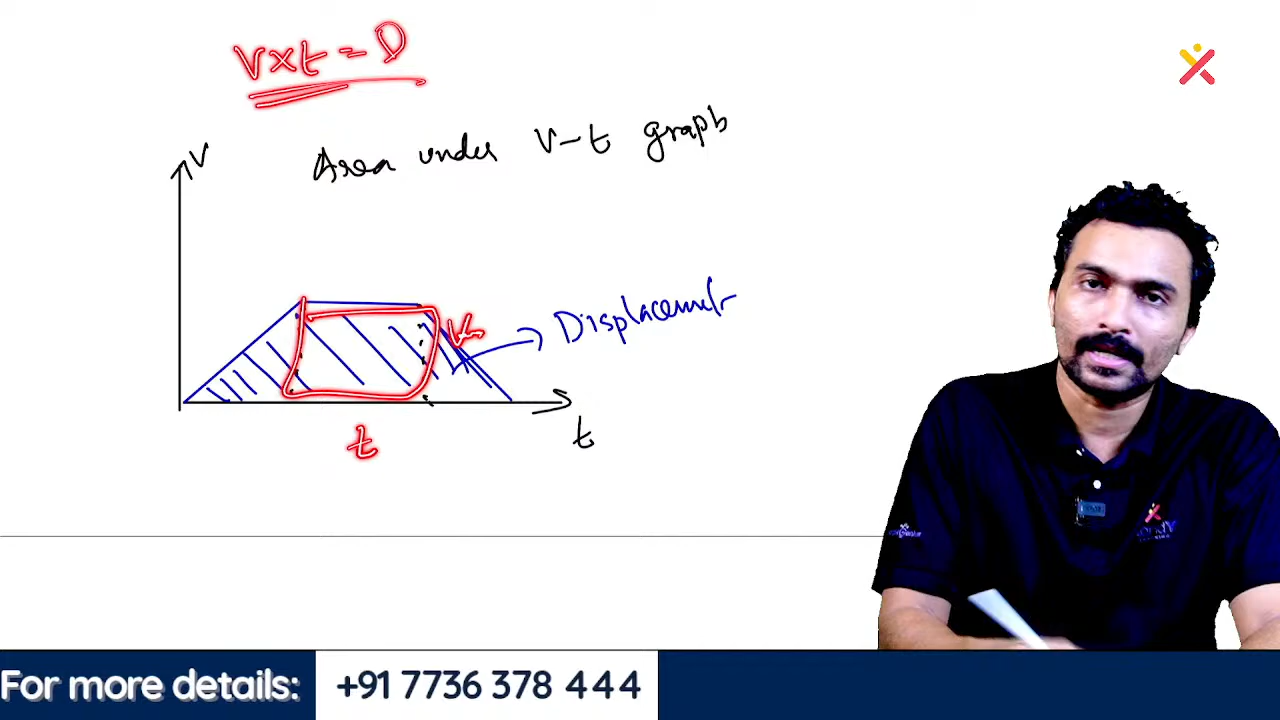 V×t = D
Area under V-t graph
V
V
Displacement
t
t
For more details: +91 7736 378 444